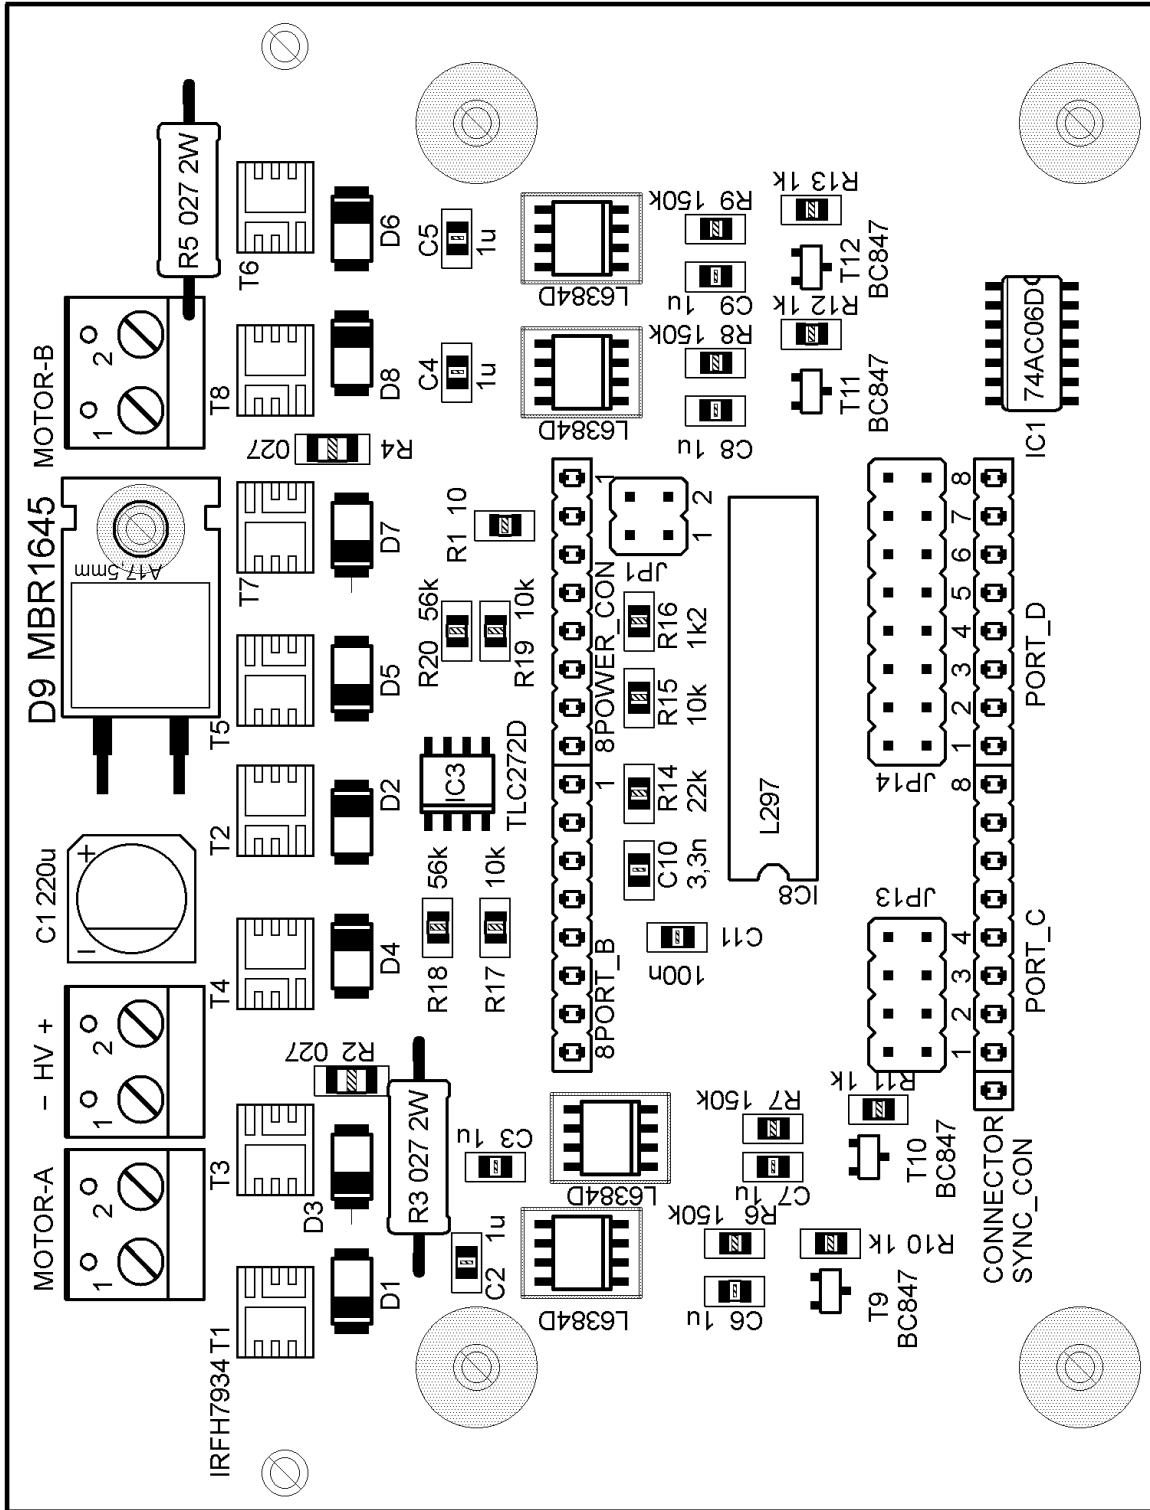 MOTOR-A
1
2
- HV +
1
2
C1 220u
+
-
D9 MBR1645
A17,5mm
MOTOR-B
1
2
R5 027 2W
IRFH7934 T1
T3
T4
T2
T5
T7
T8
T6
D1
D3
D4
D2
D5
D7
D8
D6
R2 027
R4
027
R3 027 2W
C2
1u
C3 1u
R18
56k
R17
10k
IC3
TLC272D
R20
56k
R19
10k
R1 10
C4
1u
C5
1u
L6384D
L6384D
L6384D
L6384D
8PORT_B
1
8POWER_CON
1
JP1
1
2
C11
100n
C10
3,3n
R14
22k
R15
10k
R16
1k2
L297
IC8
C6 1u
R6
150k
C7 1u
R7
150k
C8 1u
R8
150k
C9
1u
R9
150k
T9
BC847
R10 1k
T10
BC847
R11
1k
T11
BC847
R12 1k
T12
BC847
R13 1k
JP13
1
2
3
4
JP14
8
1
2
3
4
5
6
7
8
CONNECTOR
SYNC_CON
PORT_C
PORT_D
IC1
74AC06D